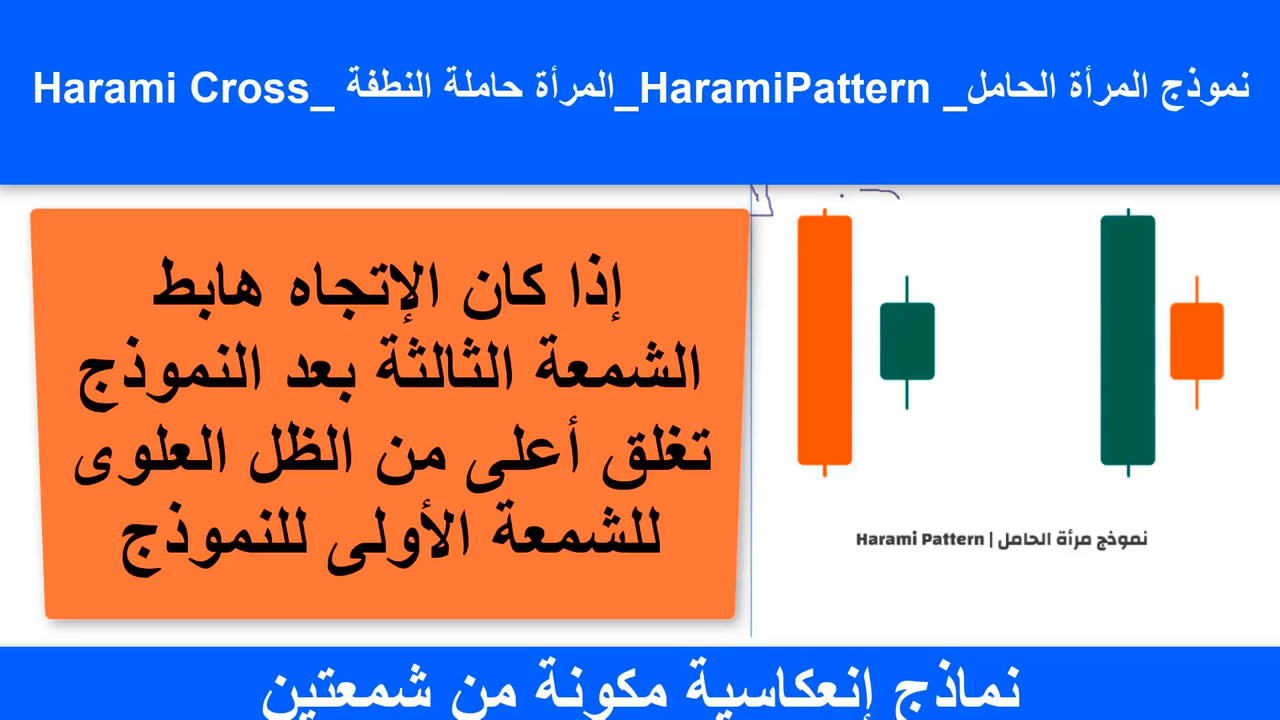 نموذج المرأة الحامل_ HaramiPattern_المرأة حاملة النطفة _Harami Cross
إذا كان الإتجاه هابط
الشمعة الثالثة بعد النموذج
تغلق أعلى من الظل العلوى
للشمعة الأولى للنموذج
نموذج مرأة الحامل | Harami Pattern
نماذج إنعكاسية مكونة من شمعتين